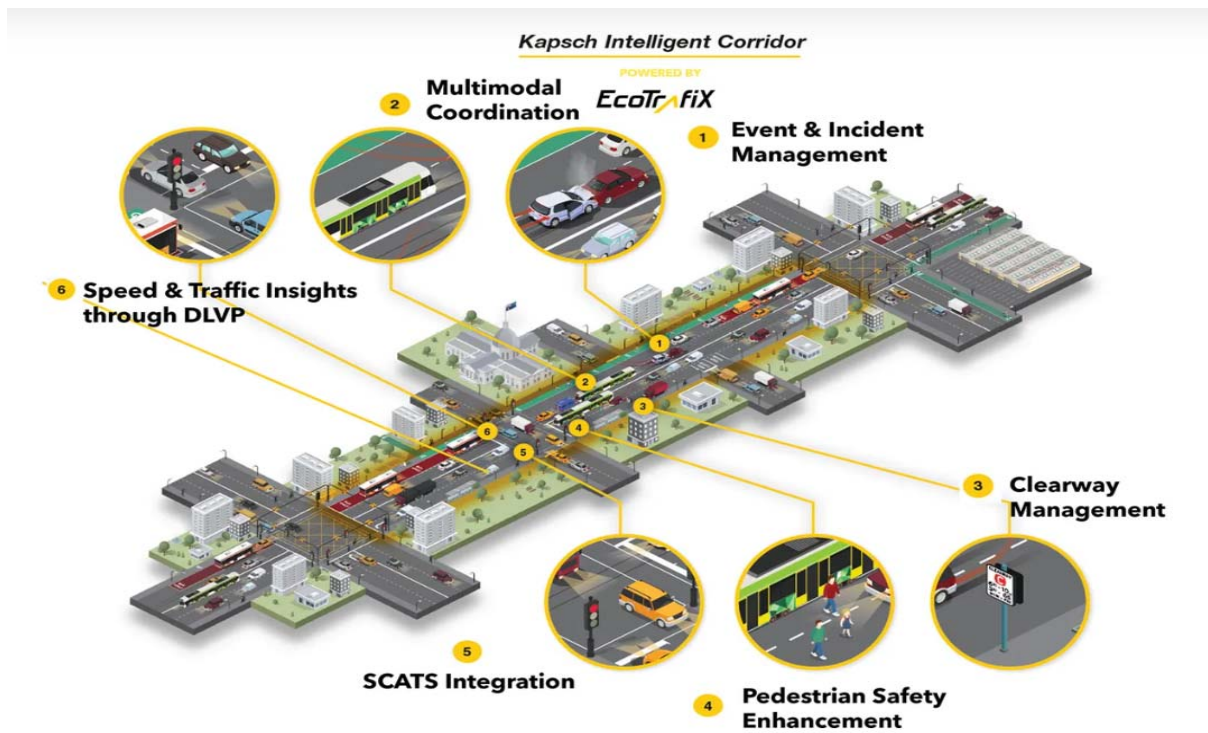 Kapsch Intelligent Corridor
POWERED BY
EcoTrafiX
2
Multimodal
Coordination
1
Event & Incident
Management
6
Speed & Traffic Insights
through DLVP
1
2
3
4
6
5
3
Clearway
Management
5
SCATS Integration
4
Pedestrian Safety
Enhancement
C